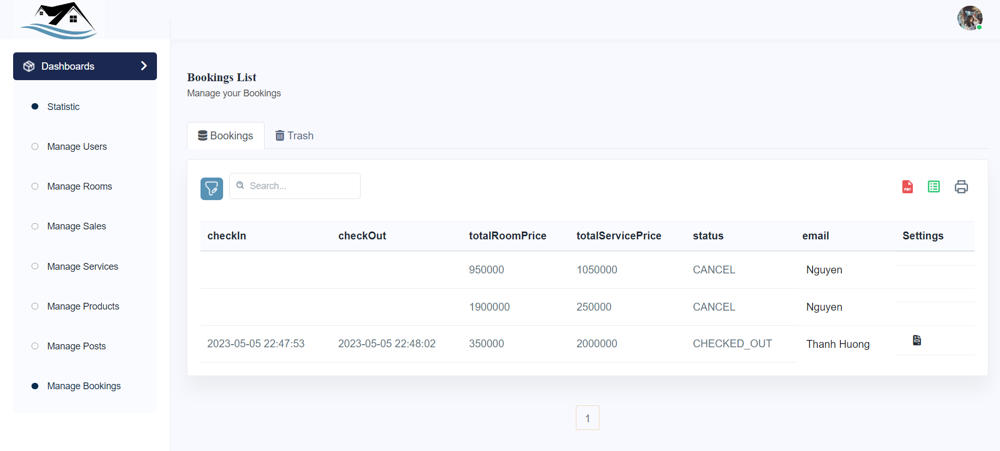 Dashboards
Statistic
Manage Users
Manage Rooms
Manage Sales
Manage Services
Manage Products
Manage Posts
Manage Bookings
Bookings List
Manage your Bookings
Bookings Trash
Search...
PDF
checkIn checkOut totalRoomPrice totalServicePrice status email Settings
950000 1050000 CANCEL Nguyen
1900000 250000 CANCEL Nguyen
2023-05-05 22:47:53 2023-05-05 22:48:02 350000 2000000 CHECKED_OUT Thanh Huong
1